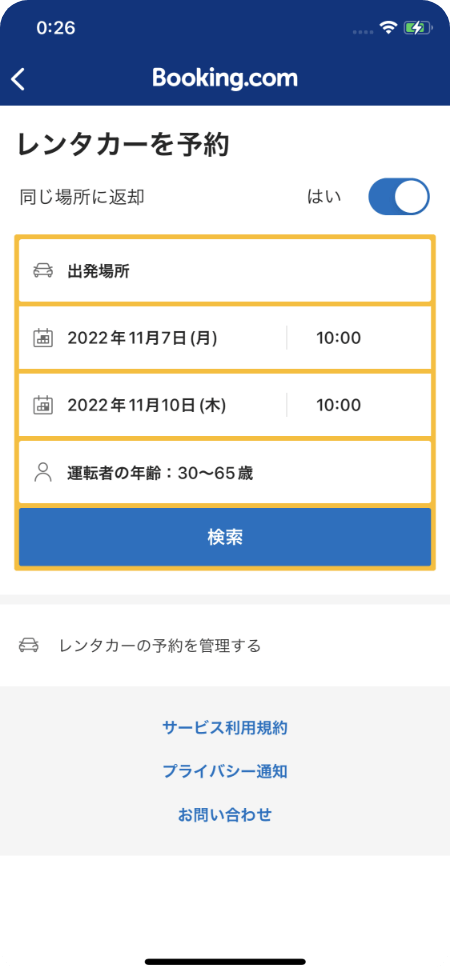 0:26
Booking.com
レンタカーを予約
同じ場所に返却 はい
出発場所
2022年11月7日(月) 10:00
2022年11月10日(木) 10:00
運転者の年齢：30〜65歳
検索
レンタカーの予約を管理する
サービス利用規約
プライバシー通知
お問い合わせ